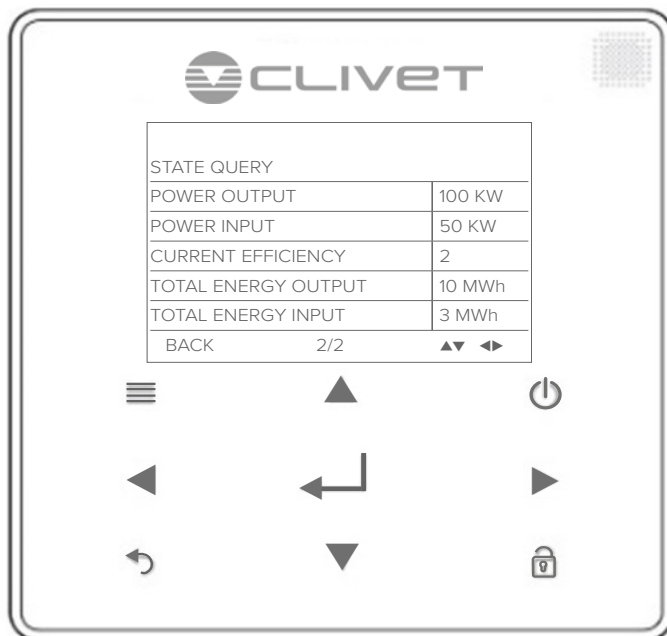 CLIVET
STATE QUERY
POWER OUTPUT 100 KW
POWER INPUT 50 KW
CURRENT EFFICIENCY 2
TOTAL ENERGY OUTPUT 10 MWh
TOTAL ENERGY INPUT 3 MWh
BACK 2/2 ▲▼ ◀▶